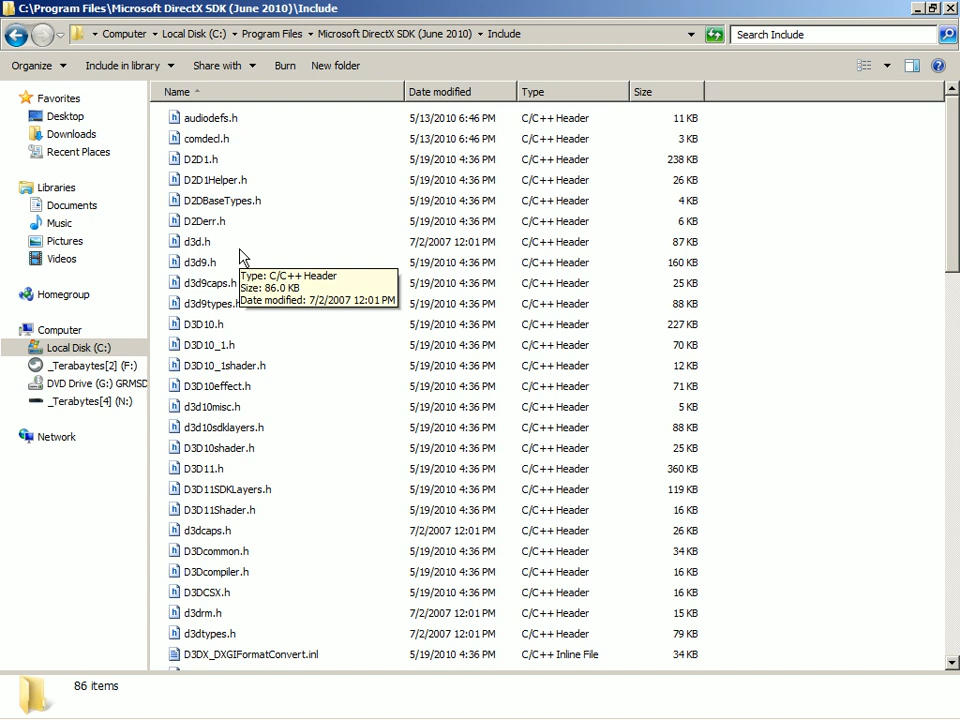 C:\Program Files\Microsoft DirectX SDK (June 2010)\Include
Computer Local Disk (C:) Program Files Microsoft DirectX SDK (June 2010) Include Search Include
Organize Include in library Share with Burn New folder
Favorites
Desktop
Downloads
Recent Places
Libraries
Documents
Music
Pictures
Videos
Homegroup
Computer
Local Disk (C:)
_Terabaytes[2] (F:)
DVD Drive (G:) GRMSD
_Terabytes[4] (N:)
Network
Name Date modified Type Size
audiodefs.h 5/13/2010 6:46 PM C/C++ Header 11 KB
comdecl.h 5/13/2010 6:46 PM C/C++ Header 3 KB
D2D1.h 5/19/2010 4:36 PM C/C++ Header 238 KB
D2D1Helper.h 5/19/2010 4:36 PM C/C++ Header 26 KB
D2DBaseTypes.h 5/19/2010 4:36 PM C/C++ Header 4 KB
D2Derr.h 5/19/2010 4:36 PM C/C++ Header 6 KB
d3d.h 7/2/2007 12:01 PM C/C++ Header 87 KB
d3d9.h 5/19/2010 4:36 PM C/C++ Header 160 KB
d3d9caps.h 5/19/2010 4:36 PM C/C++ Header 25 KB
d3d9types.h 5/19/2010 4:36 PM C/C++ Header 88 KB
Type: C/C++ Header
Size: 86.0 KB
Date modified: 7/2/2007 12:01 PM
D3D10.h 5/19/2010 4:36 PM C/C++ Header 227 KB
D3D10_1.h 5/19/2010 4:36 PM C/C++ Header 70 KB
D3D10_1shader.h 5/19/2010 4:36 PM C/C++ Header 12 KB
D3D10effect.h 5/19/2010 4:36 PM C/C++ Header 71 KB
d3d10misc.h 5/19/2010 4:36 PM C/C++ Header 5 KB
d3d10sdklayers.h 5/19/2010 4:36 PM C/C++ Header 88 KB
D3D10shader.h 5/19/2010 4:36 PM C/C++ Header 25 KB
D3D11.h 5/19/2010 4:36 PM C/C++ Header 360 KB
D3D11SDKLayers.h 5/19/2010 4:36 PM C/C++ Header 119 KB
D3D11Shader.h 5/19/2010 4:36 PM C/C++ Header 16 KB
d3dcaps.h 7/2/2007 12:01 PM C/C++ Header 26 KB
D3Dcommon.h 5/19/2010 4:36 PM C/C++ Header 34 KB
D3Dcompiler.h 5/19/2010 4:36 PM C/C++ Header 16 KB
D3DCSX.h 5/19/2010 4:36 PM C/C++ Header 16 KB
d3drm.h 7/2/2007 12:01 PM C/C++ Header 15 KB
d3dtypes.h 7/2/2007 12:01 PM C/C++ Header 79 KB
D3DX_DXGIFormatConvert.inl 5/19/2010 4:36 PM C/C++ Inline File 34 KB
86 items